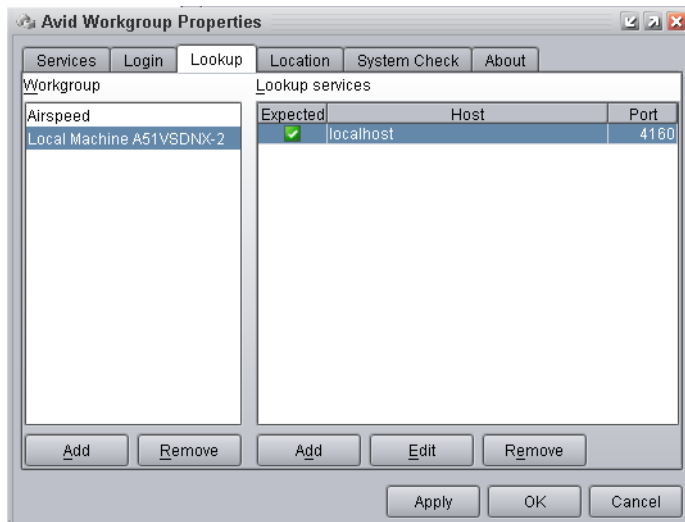 Avid Workgroup Properties
Services Login Lookup Location System Check About
Workgroup
Lookup services
Airspeed
Local Machine A51VSDNX-2
Expected Host Port
localhost 4160
Add Remove Add Edit Remove
Apply OK Cancel